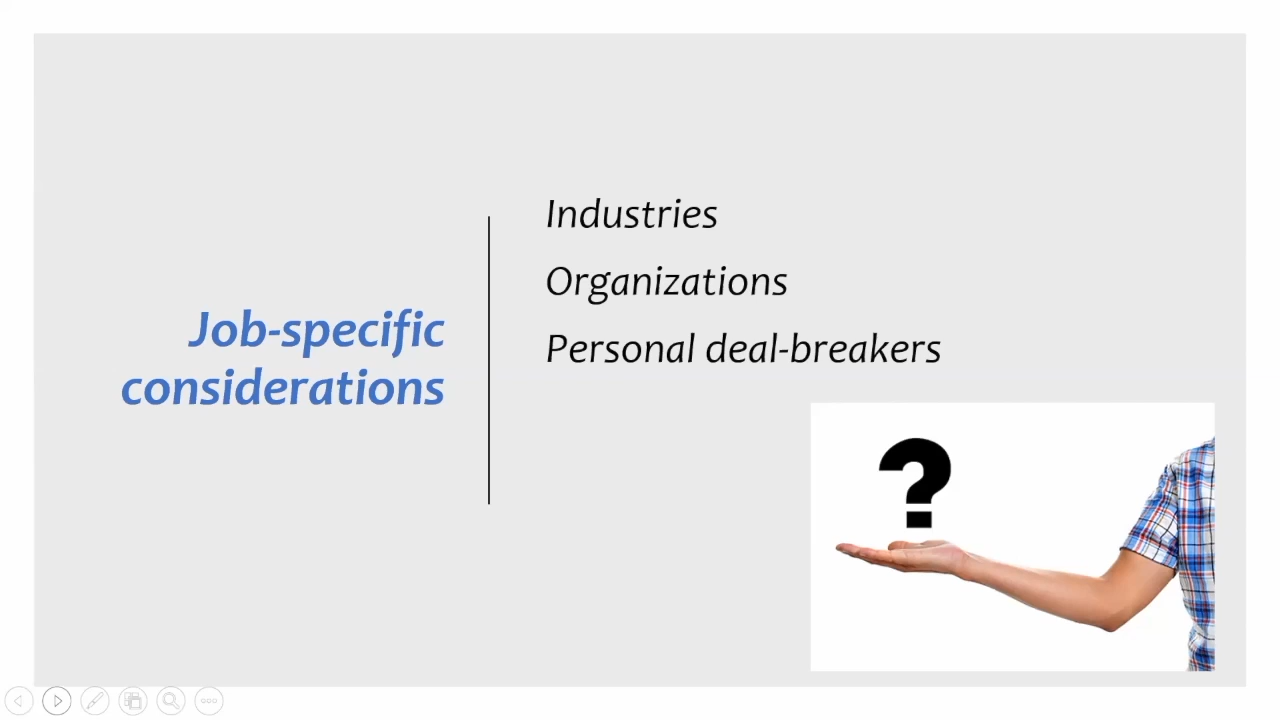 Job-specific
considerations
Industries
Organizations
Personal deal-breakers
?